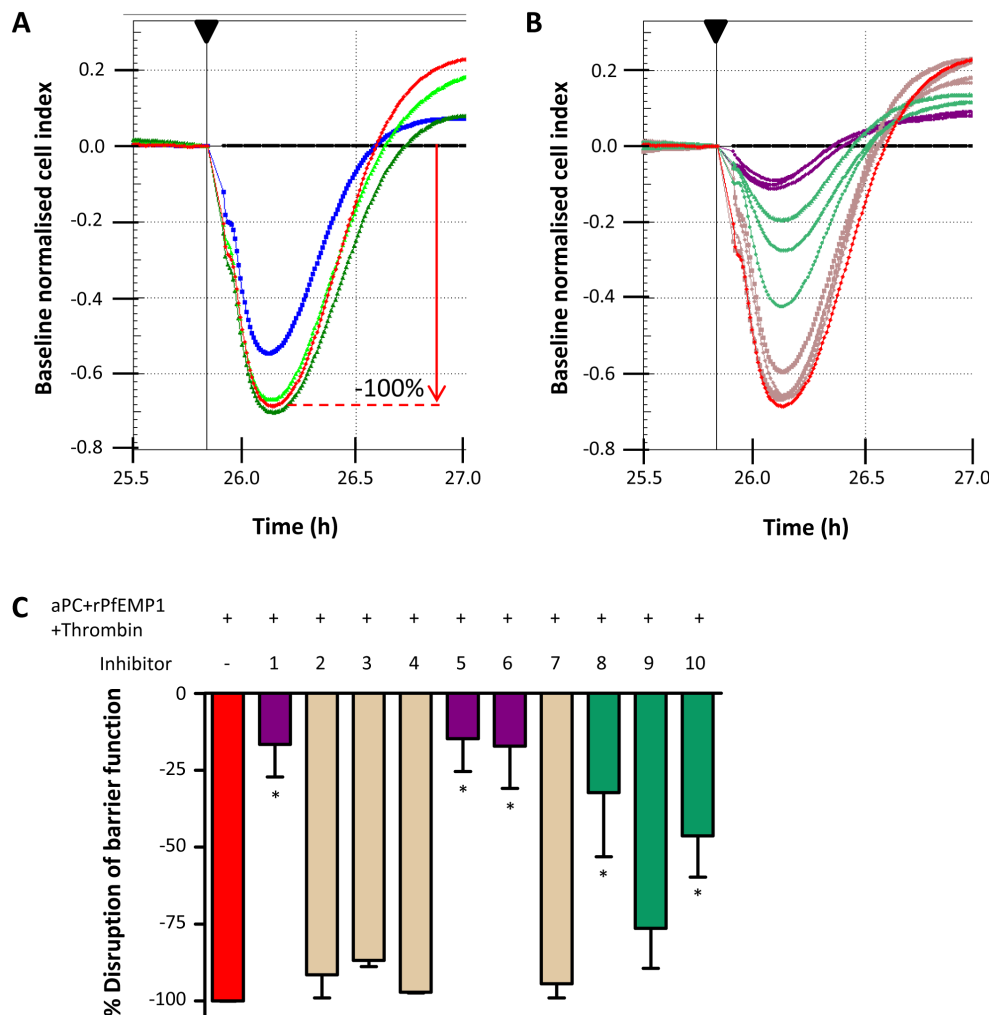 A
B
Baseline normalised cell index
0.2
0.0
-0.2
-0.4
-0.6
-0.8
-100%
25.5 26.0 26.5 27.0
Time (h)
Baseline normalised cell index
0.2
0.0
-0.2
-0.4
-0.6
-0.8
25.5 26.0 26.5 27.0
Time (h)
C
aPC+rPfEMP1
+Thrombin
+ + + + + + + + + + +
Inhibitor - 1 2 3 4 5 6 7 8 9 10
% Disruption of barrier function
0
-25
-50
-75
-100
* * * * *